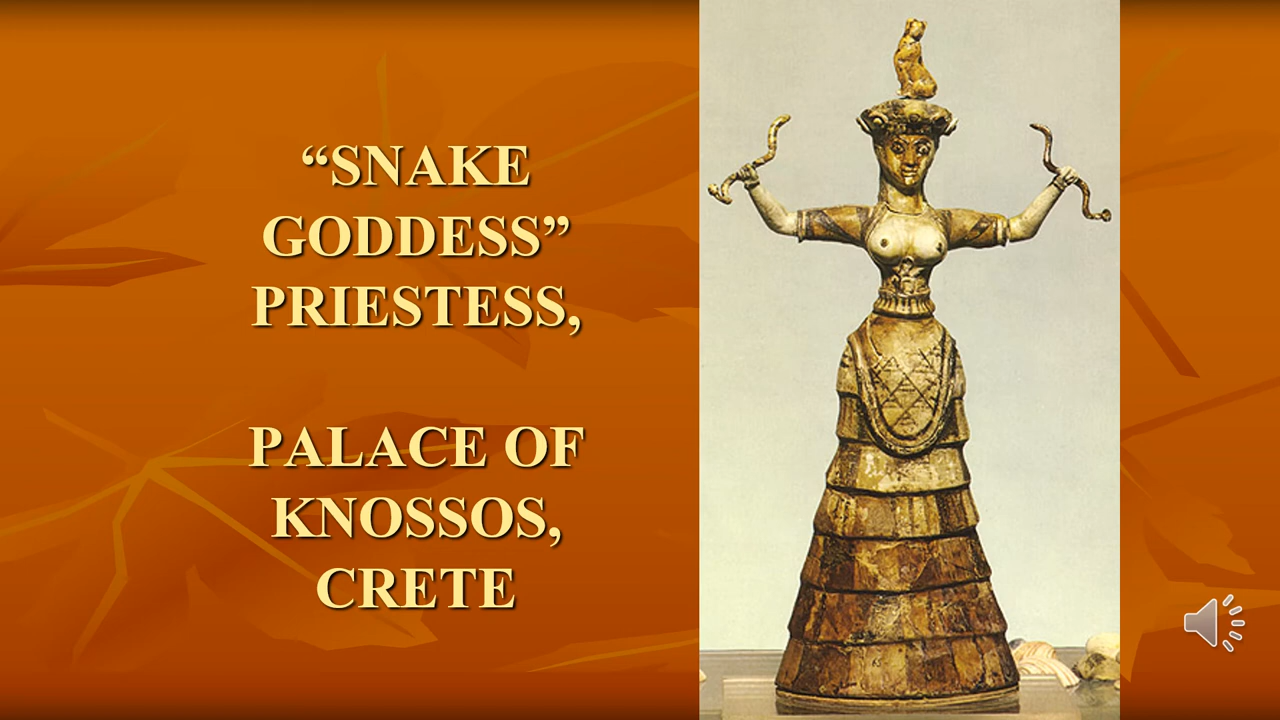 “SNAKE
GODDESS”
PRIESTESS,
PALACE OF
KNOSSOS,
CRETE